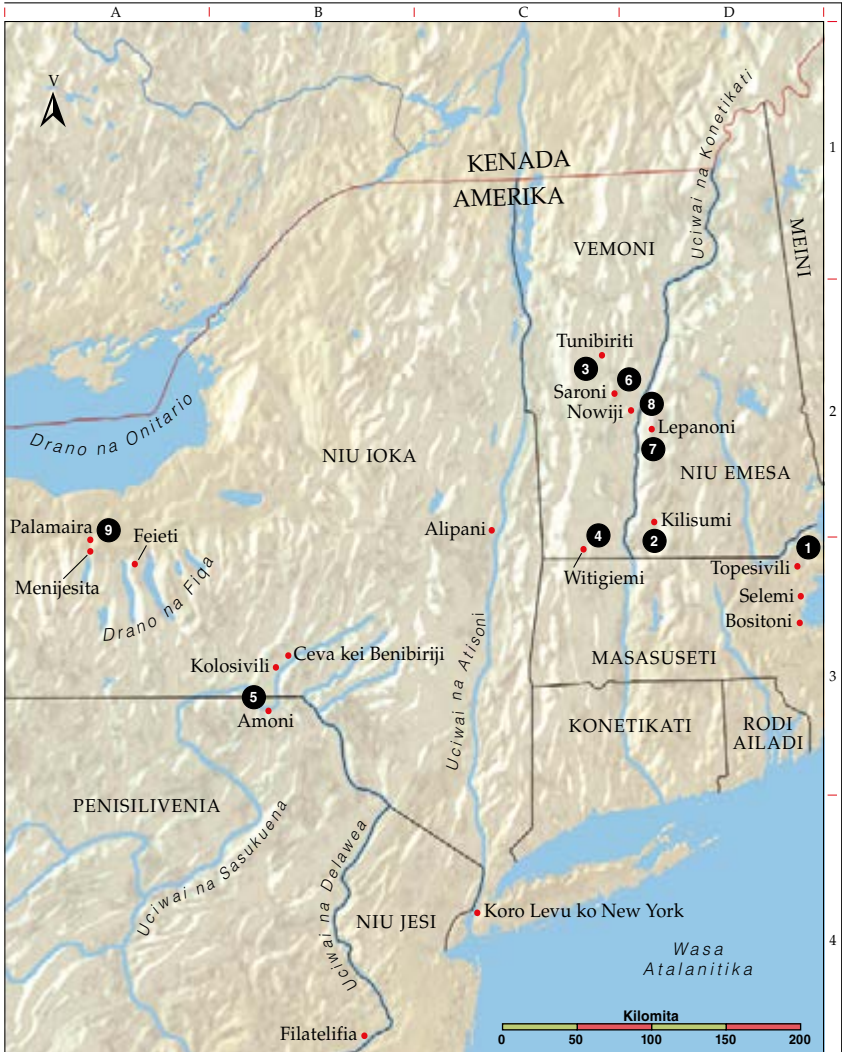 A B C D
V
1
Uciwai na Konetikati
KENADA
AMERIKA
MEINI
VEMONI
Tunibiriti
3
6
Saroni
8
Nowiji
2
Drano na Onitario
Lepanoni
7
NIU IOKA
NIU EMESA
Palamaira
9
Feieti
Alipani
Kilisumi
4
2
1
Menijesita
Witigiemi
Topesivili
Drano na Fiqa
Selemi
Bositoni
Ceva kei Benibiriji
Kolosivili
MASASUSETI
3
5
Amoni
Uciwai na Atisoni
KONETIKATI
RODI
AILADI
PENISILIVENIA
Uciwai na Sasukuena
Uciwai na Delawea
NIU JESI
Koro Levu ko New York
4
Wasa
Atalanitika
Filatelifia
Kilomita
0 50 100 150 200